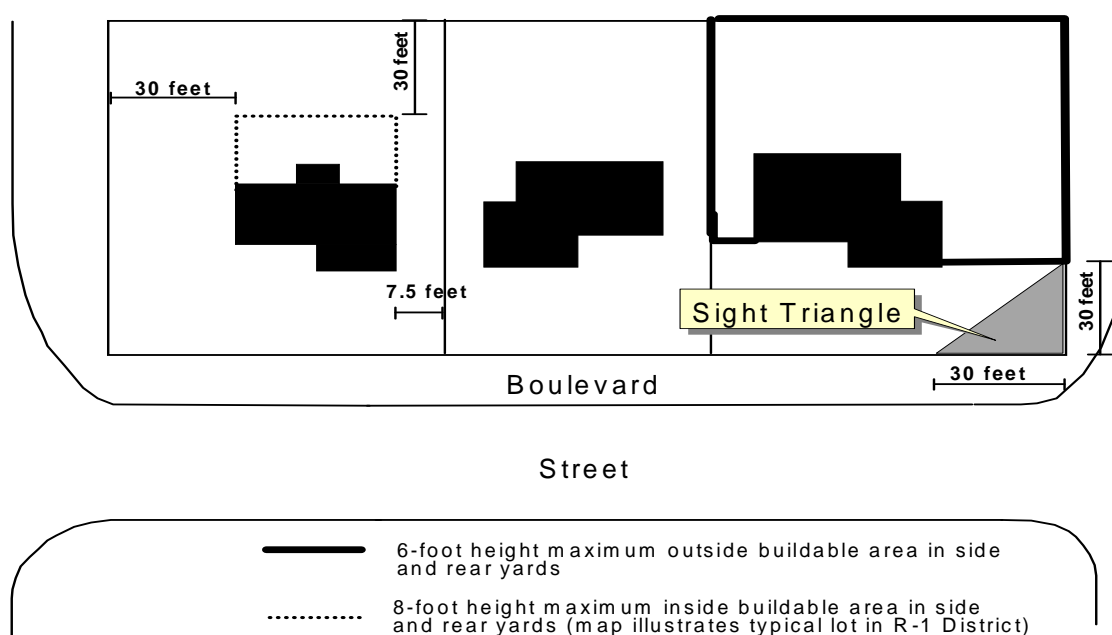 30 feet
30 feet
7.5 feet
Sight Triangle
30 feet
30 feet
Boulevard
Street
6-foot height maximum outside buildable area in side
and rear yards
8-foot height maximum inside buildable area in side
and rear yards (map illustrates typical lot in R-1 District)